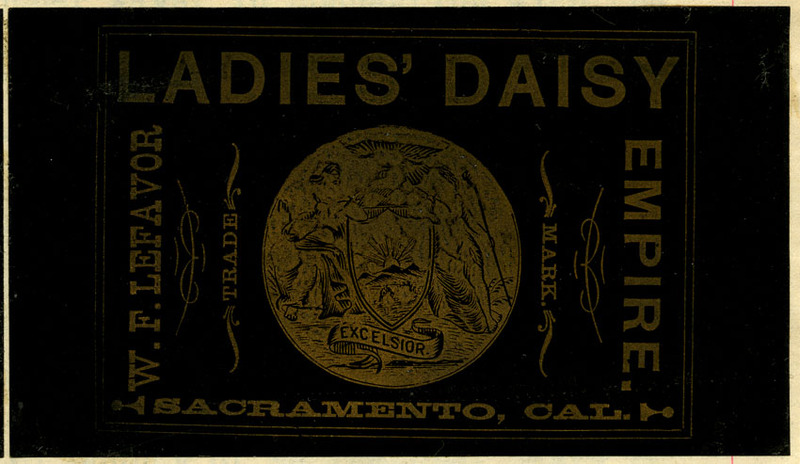 LADIES' DAISY
EMPIRE.
W. F. LEFAVOR
TRADE
MARK.
EXCELSIOR.
SACRAMENTO, CAL.